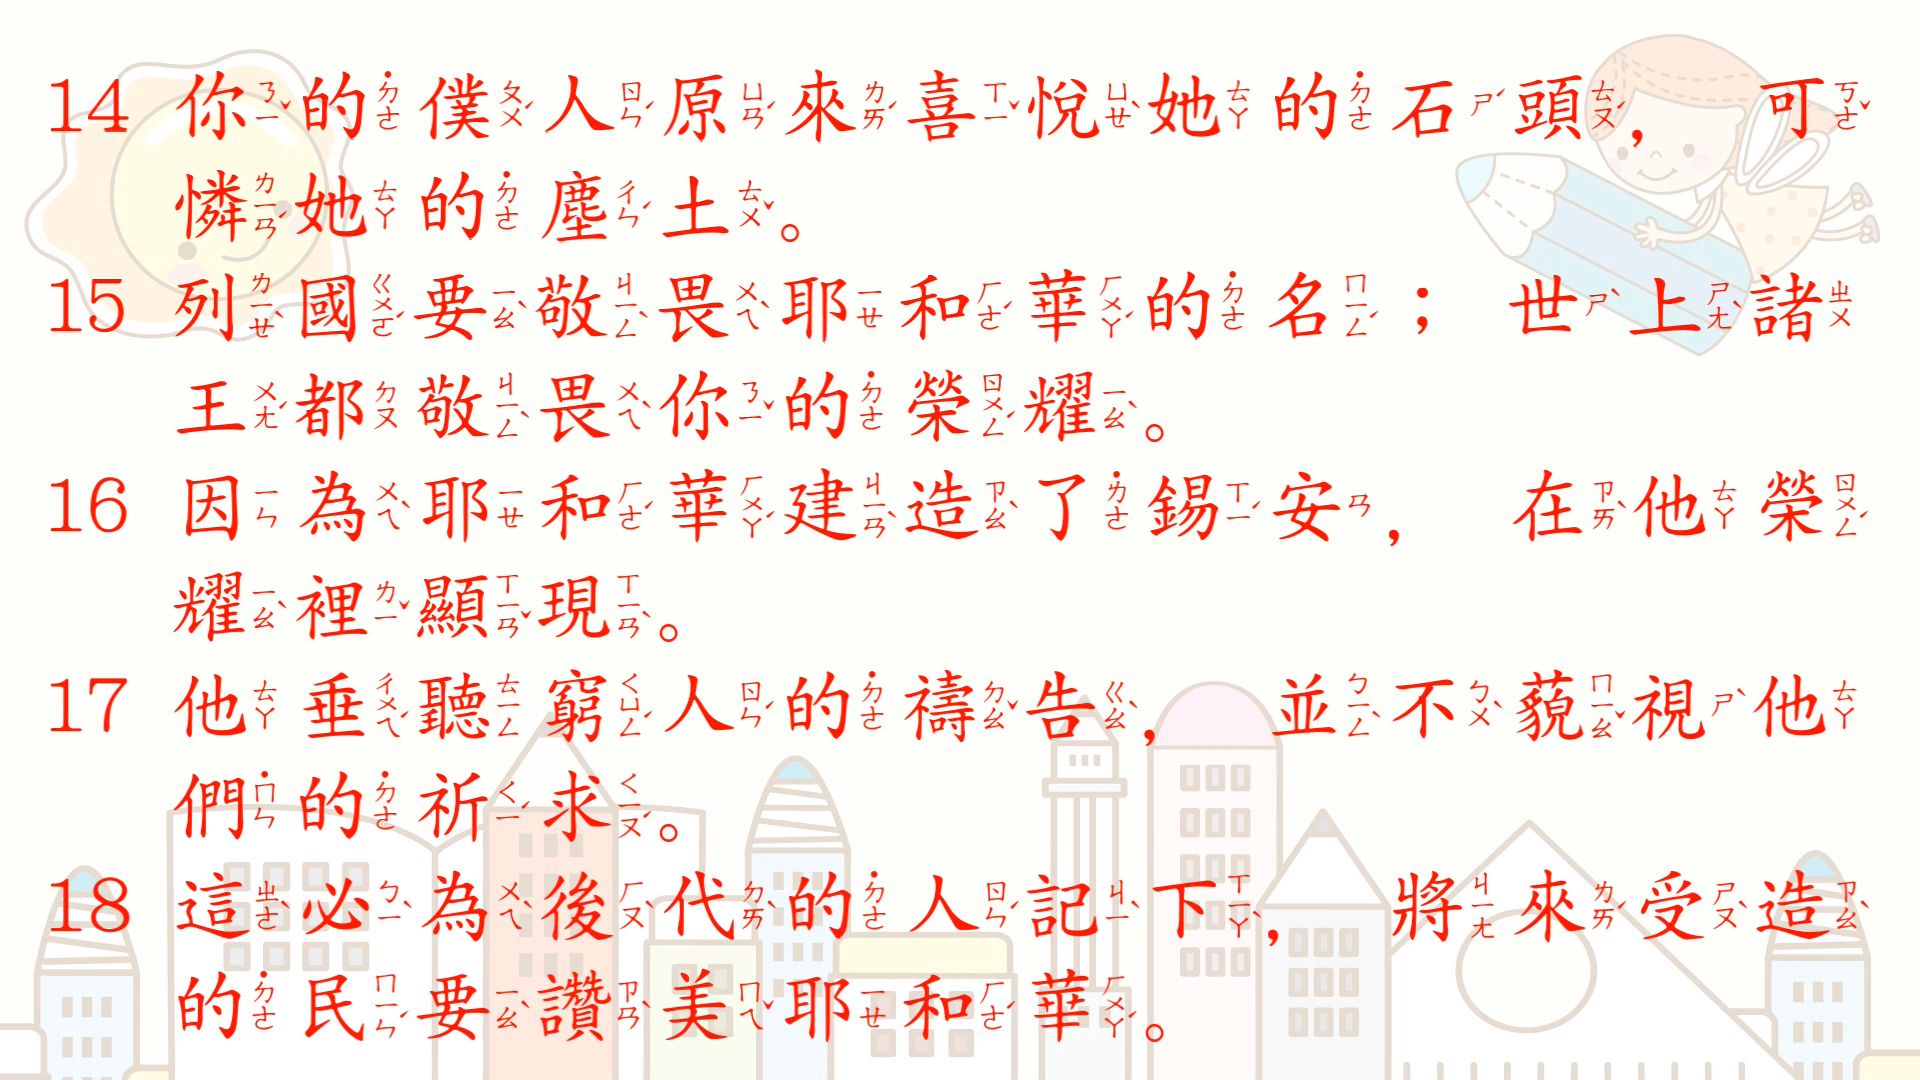 14 你的僕人原來喜悅她的石頭，可
憐她的塵土。
15 列國要敬畏耶和華的名；世上諸
王都敬畏你的榮耀。
16 因為耶和華建造了錫安，在他榮
耀裡顯現。
17 他垂聽窮人的禱告，並不藐視他
們的祈求。
18 這必為後代的人記下，將來受造
的民要讚美耶和華。